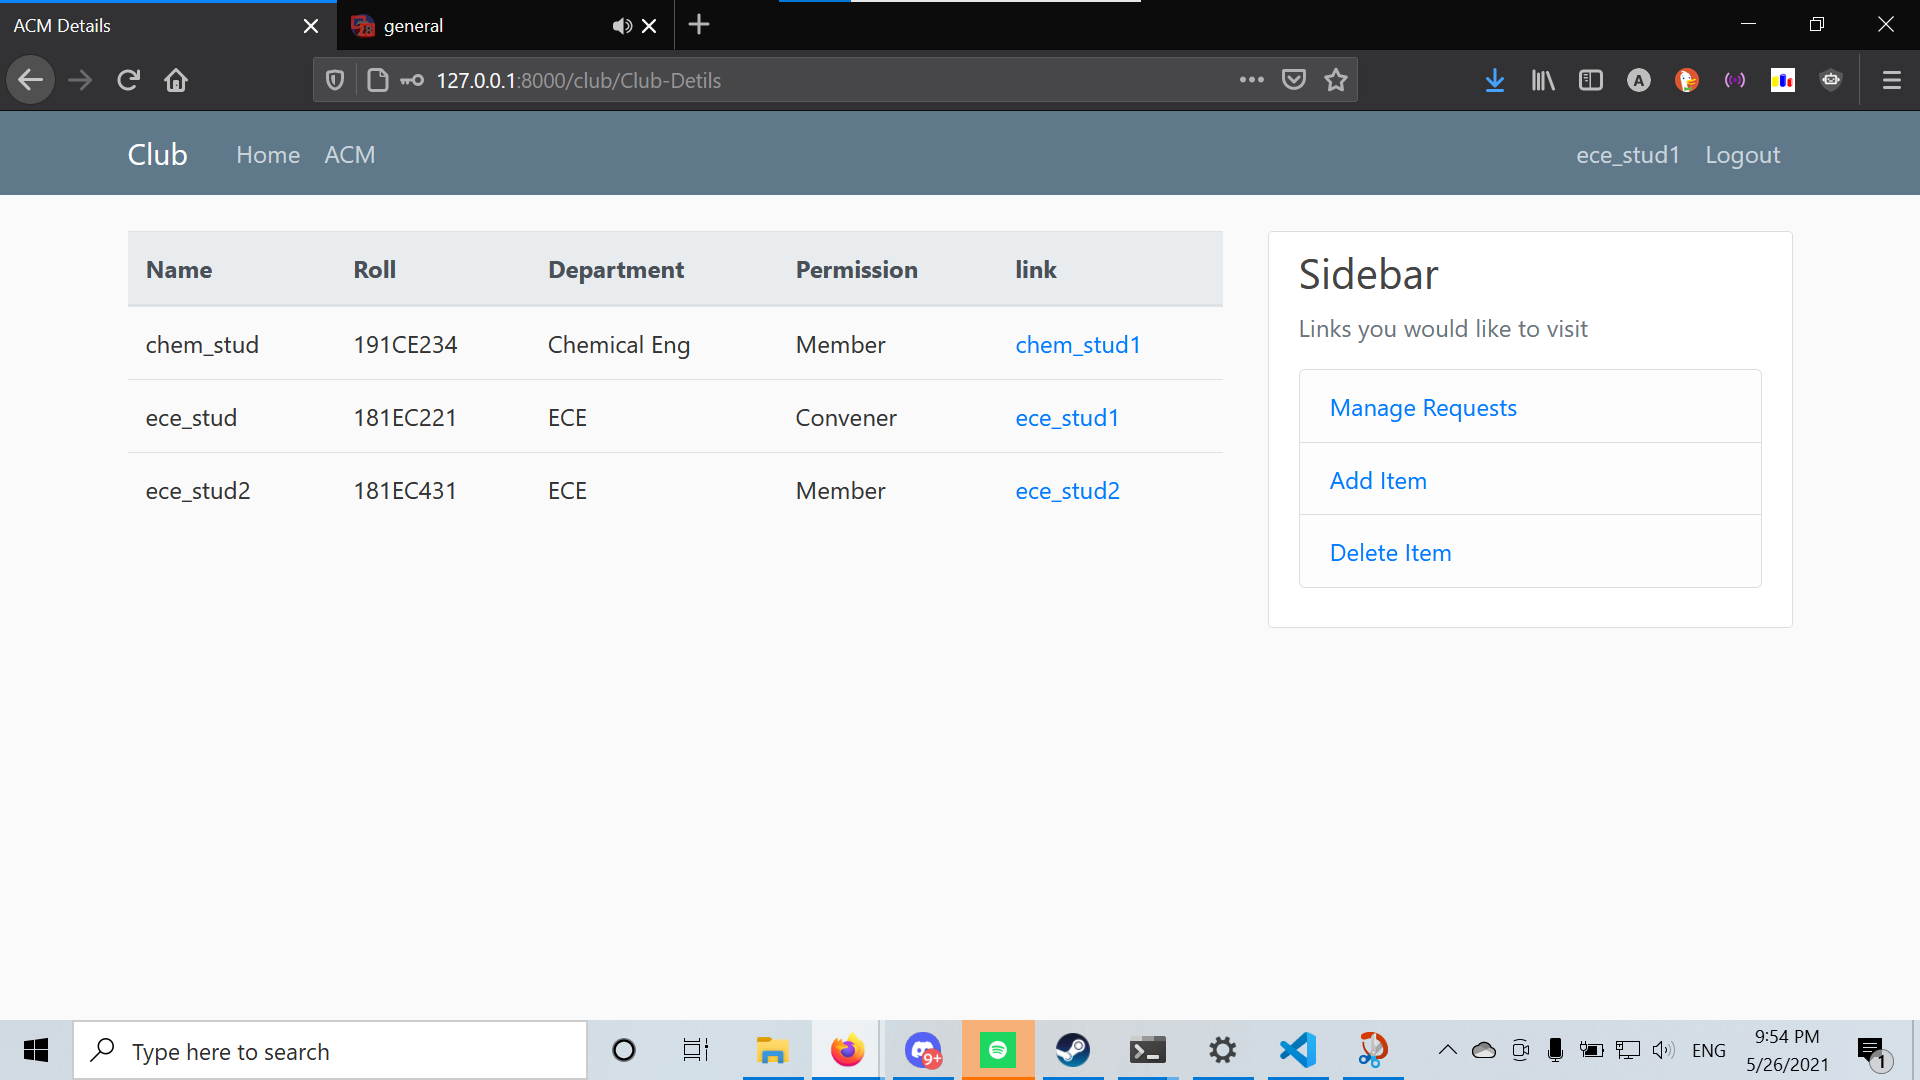 ACM Details
general
127.0.0.1:8000/club/Club-Detils
Club Home ACM ece_stud1 Logout
Name Roll Department Permission link
chem_stud 191CE234 Chemical Eng Member chem_stud1
ece_stud 181EC221 ECE Convener ece_stud1
ece_stud2 181EC431 ECE Member ece_stud2
Sidebar
Links you would like to visit
Manage Requests
Add Item
Delete Item
Type here to search
9+
ENG
9:54 PM
5/26/2021
1